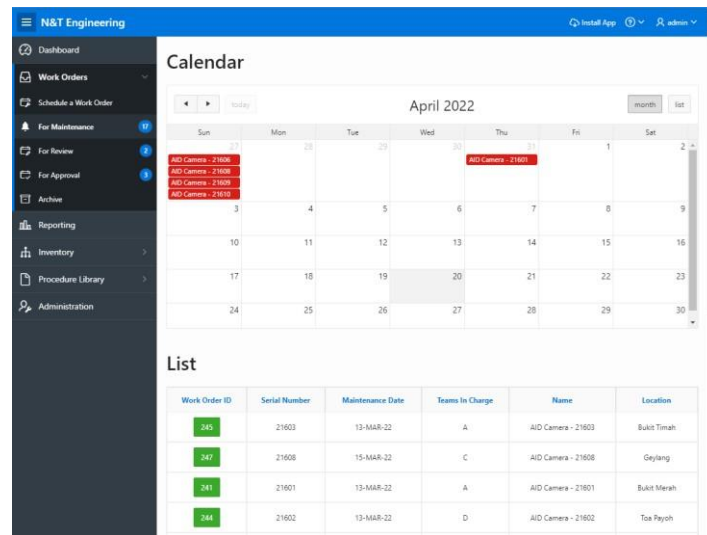 N&T Engineering
Install App
admin
Dashboard
Work Orders
Schedule a Work Order
For Maintenance 17
For Review 2
For Approval 3
Archive
Reporting
Inventory
Procedure Library
Administration
Calendar
today
April 2022
month list
Sun Mon Tue Wed Thu Fri Sat
27 28 29 30 31 1 2
AID Camera - 21606 AID Camera - 21601
AID Camera - 21608
AID Camera - 21609
AID Camera - 21610
3 4 5 6 7 8 9
10 11 12 13 14 15 16
17 18 19 20 21 22 23
24 25 26 27 28 29 30
List
Work Order ID Serial Number Maintenance Date Teams In Charge Name Location
245 21603 13-MAR-22 A AID Camera - 21603 Bukit Timah
247 21608 15-MAR-22 C AID Camera - 21608 Geylang
241 21601 13-MAR-22 A AID Camera - 21601 Bukit Merah
244 21602 13-MAR-22 D AID Camera - 21602 Toa Payoh